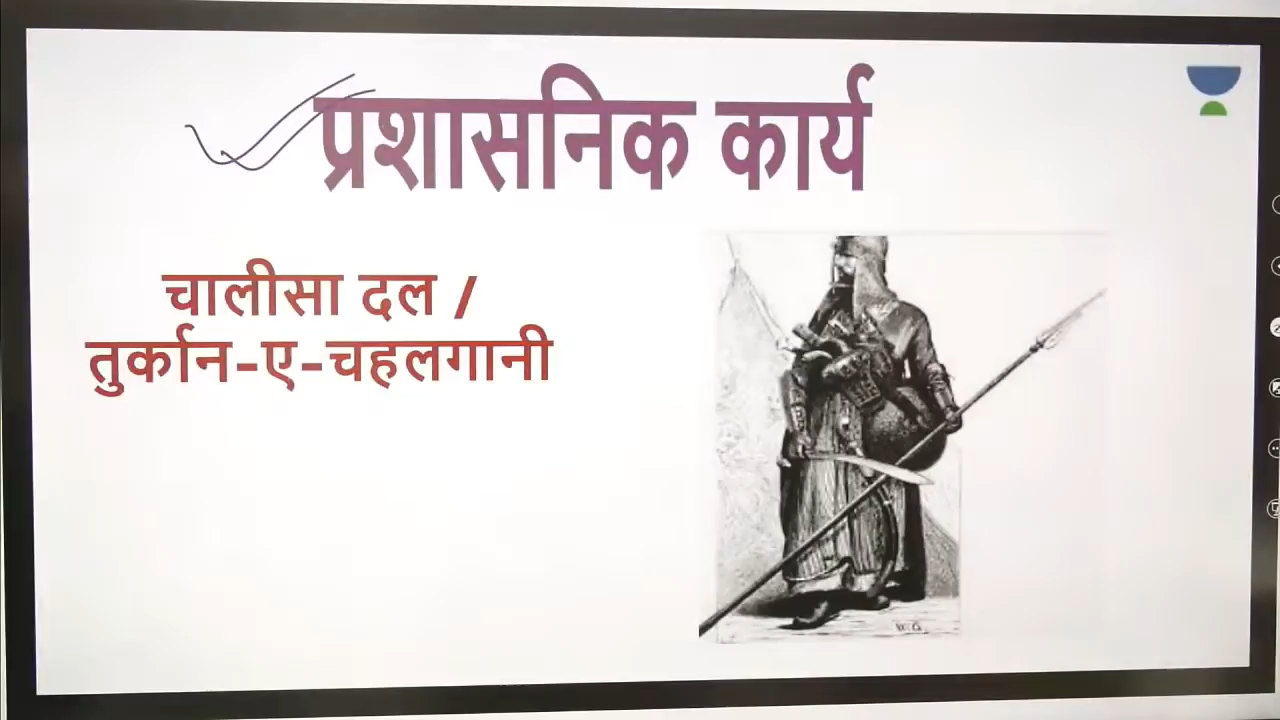 प्रशासनिक कार्य
चालीसा दल /
तुर्कान-ए-चहलगानी